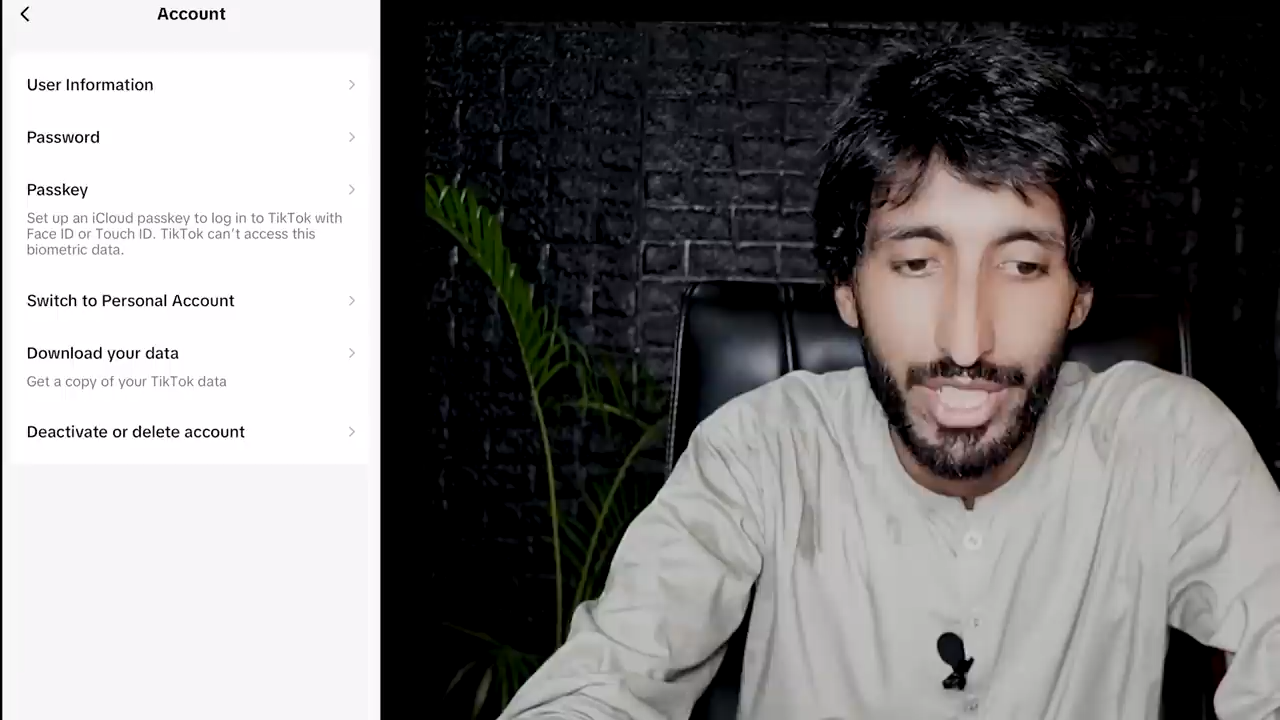 Account
User Information
Password
Passkey
Set up an iCloud passkey to log in to TikTok with
Face ID or Touch ID. TikTok can't access this
biometric data.
Switch to Personal Account
Download your data
Get a copy of your TikTok data
Deactivate or delete account